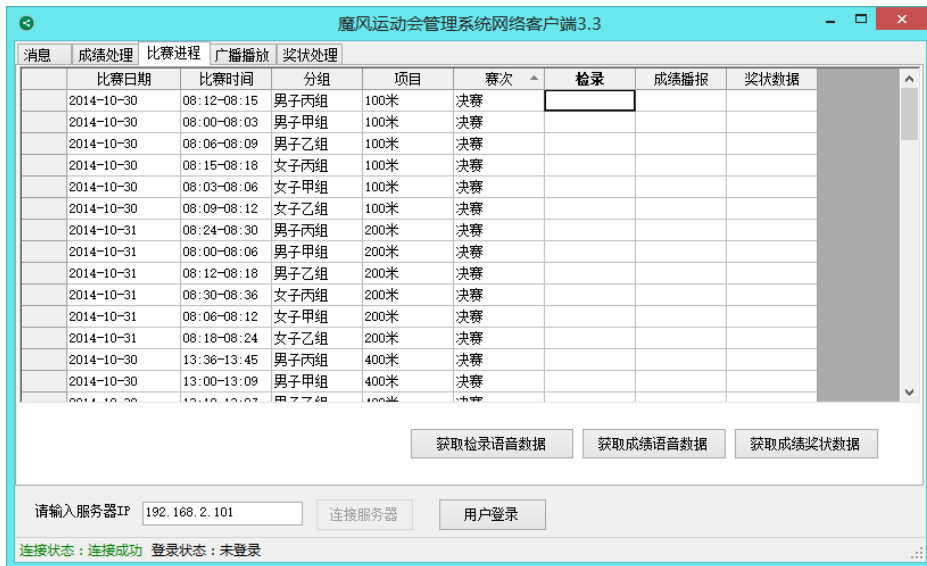 魔风运动会管理系统网络客户端3.3
消息 成绩处理 比赛进程 广播播放 奖状处理
比赛日期 比赛时间 分组 项目 赛次 检录 成绩播报 奖状数据
2014-10-30 08:12-08:15 男子丙组 100米 决赛
2014-10-30 08:00-08:03 男子甲组 100米 决赛
2014-10-30 08:06-08:09 男子乙组 100米 决赛
2014-10-30 08:15-08:18 女子丙组 100米 决赛
2014-10-30 08:03-08:06 女子甲组 100米 决赛
2014-10-30 08:09-08:12 女子乙组 100米 决赛
2014-10-31 08:24-08:30 男子丙组 200米 决赛
2014-10-31 08:00-08:06 男子甲组 200米 决赛
2014-10-31 08:12-08:18 男子乙组 200米 决赛
2014-10-31 08:30-08:36 女子丙组 200米 决赛
2014-10-31 08:06-08:12 女子甲组 200米 决赛
2014-10-31 08:18-08:24 女子乙组 200米 决赛
2014-10-30 13:36-13:45 男子丙组 400米 决赛
2014-10-30 13:00-13:09 男子甲组 400米 决赛
获取检录语音数据 获取成绩语音数据 获取成绩奖状数据
请输入服务器IP 192.168.2.101 连接服务器 用户登录
连接状态：连接成功 登录状态：未登录